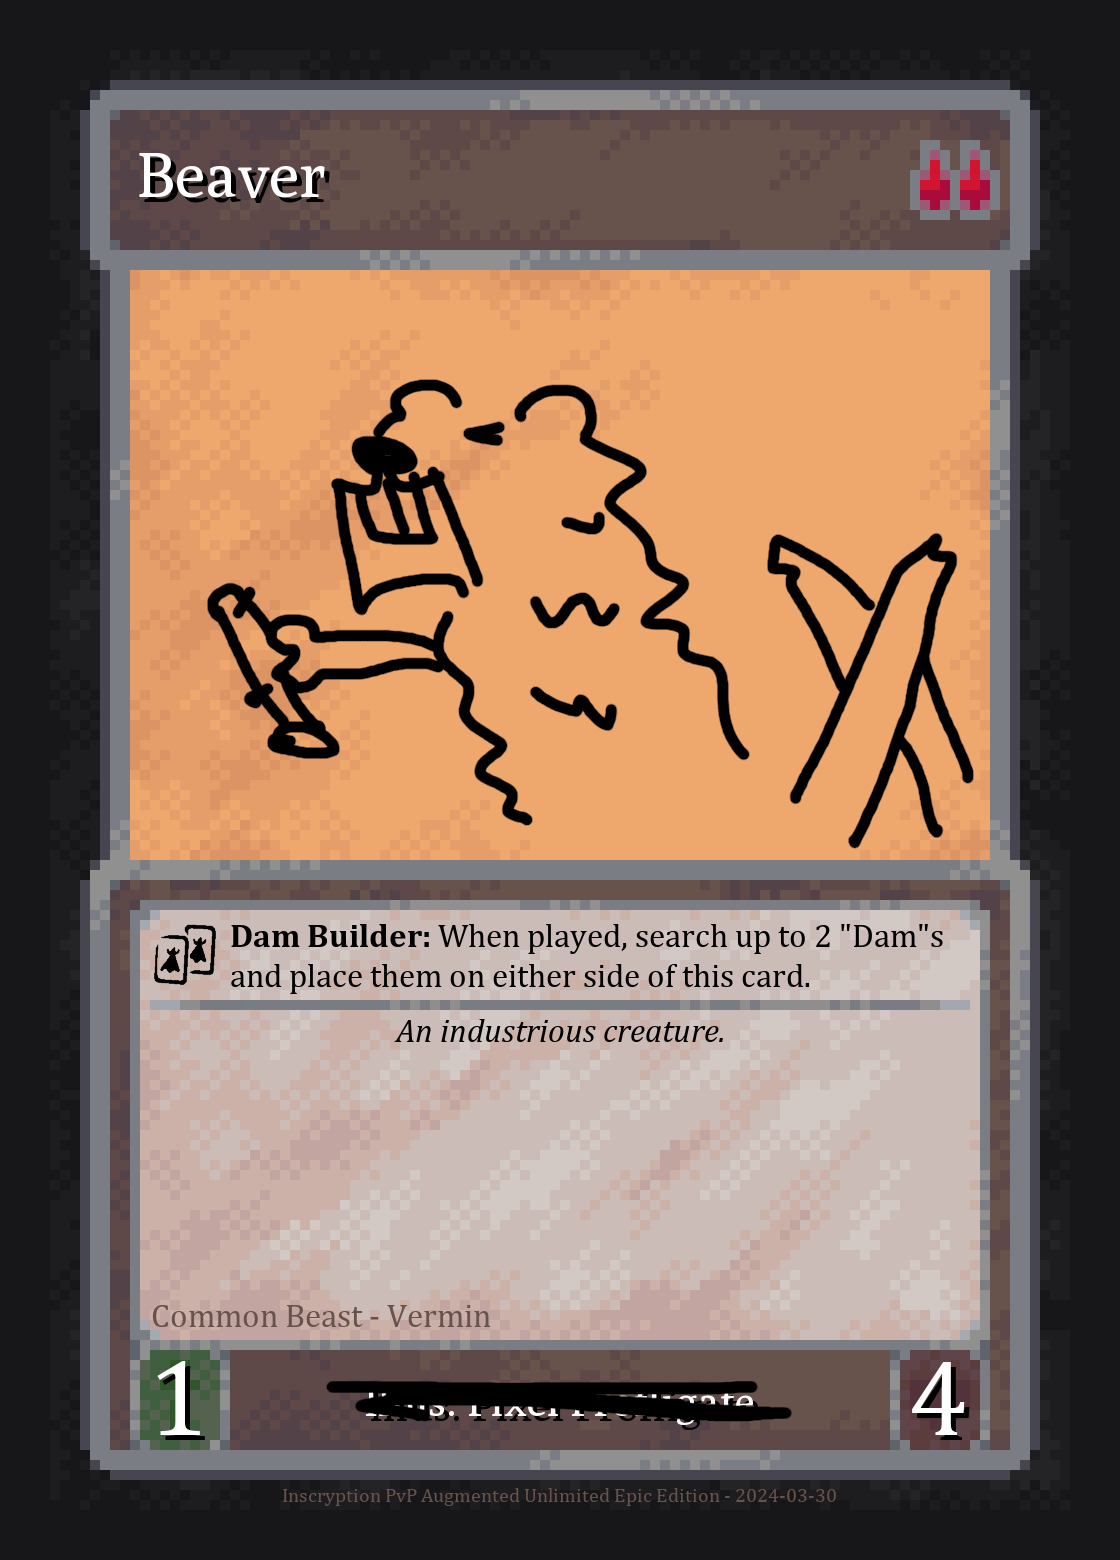 Beaver
Dam Builder: When played, search up to 2 "Dam"s
and place them on either side of this card.
An industrious creature.
Common Beast - Vermin
1
4
Inscryption PvP Augmented Unlimited Epic Edition - 2024-03-30